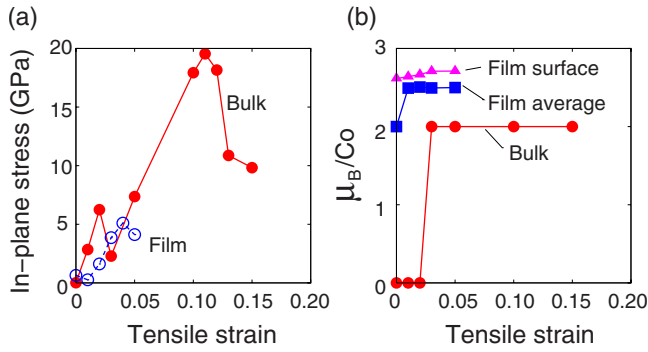 (a)
In-plane stress (GPa)
20
15
10
5
0
0 0.05 0.10 0.15 0.20
Tensile strain
Bulk
Film
(b)
μB/Co
3
2
1
0
0 0.05 0.10 0.15 0.20
Tensile strain
Film surface
Film average
Bulk